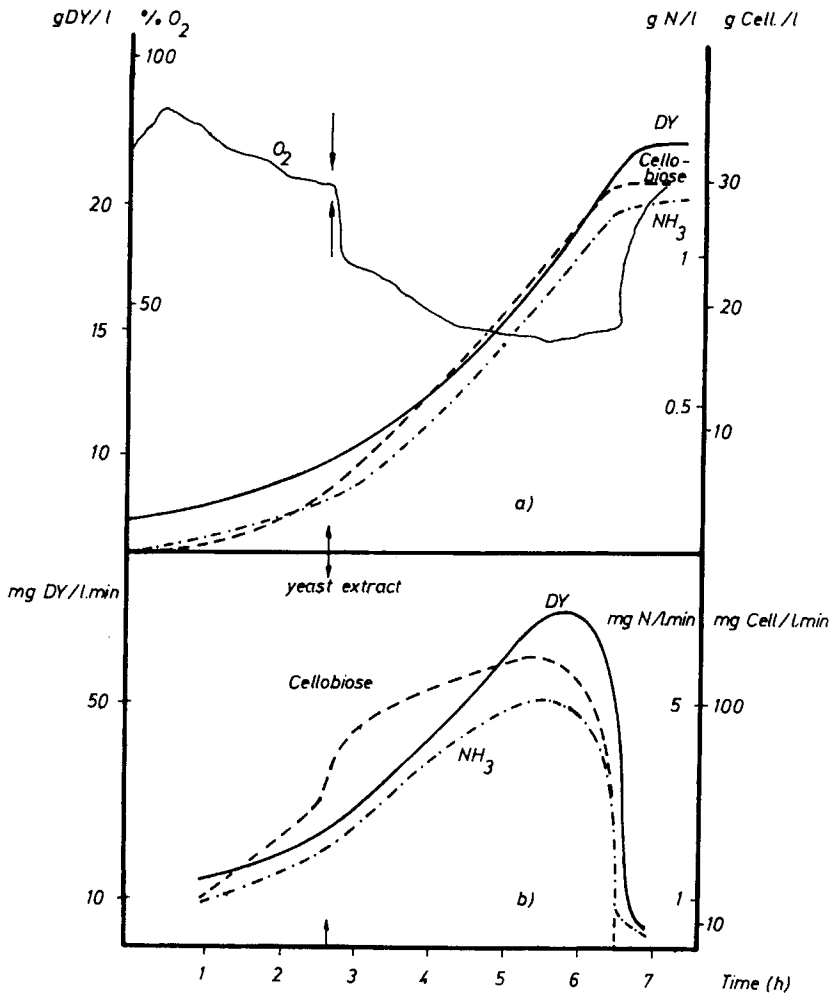 gDY/l % O2 g N/l g Cell./l
100
O2
DY
Cello-
biose
NH3
20
30
1
50
20
15
0.5
10
10
a)
yeast extract
mg DY/l.min
DY
mg N/l.min mg Cell/l.min
Cellobiose
50
5
100
NH3
10
1
10
b)
1 2 3 4 5 6 7 Time (h)